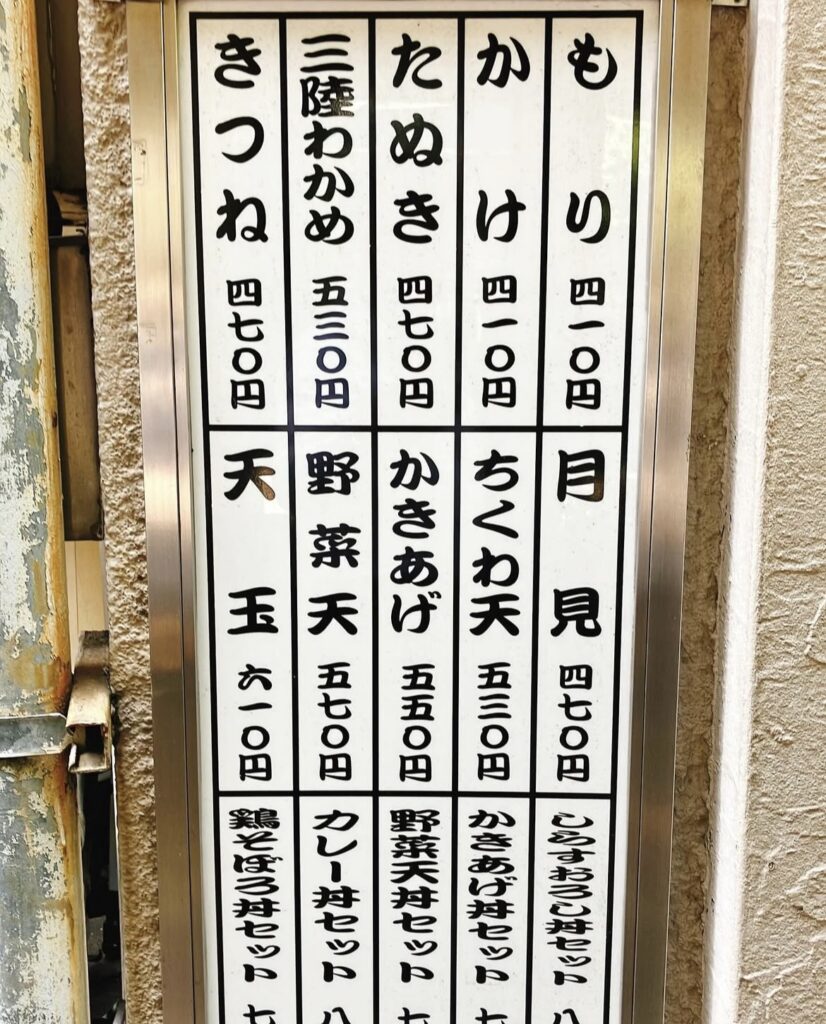 もり 四一〇円
かけ 四一〇円
たぬき 四七〇円
三陸わかめ 五三〇円
きつね 四七〇円
月見 四七〇円
ちくわ天 五三〇円
かきあげ 五五〇円
野菜天 五七〇円
天玉 六一〇円
しらすおろし丼セット 八
かきあげ丼セット 七
野菜天丼セット 七
カレー丼セット 八
鶏そぼろ丼セット 七